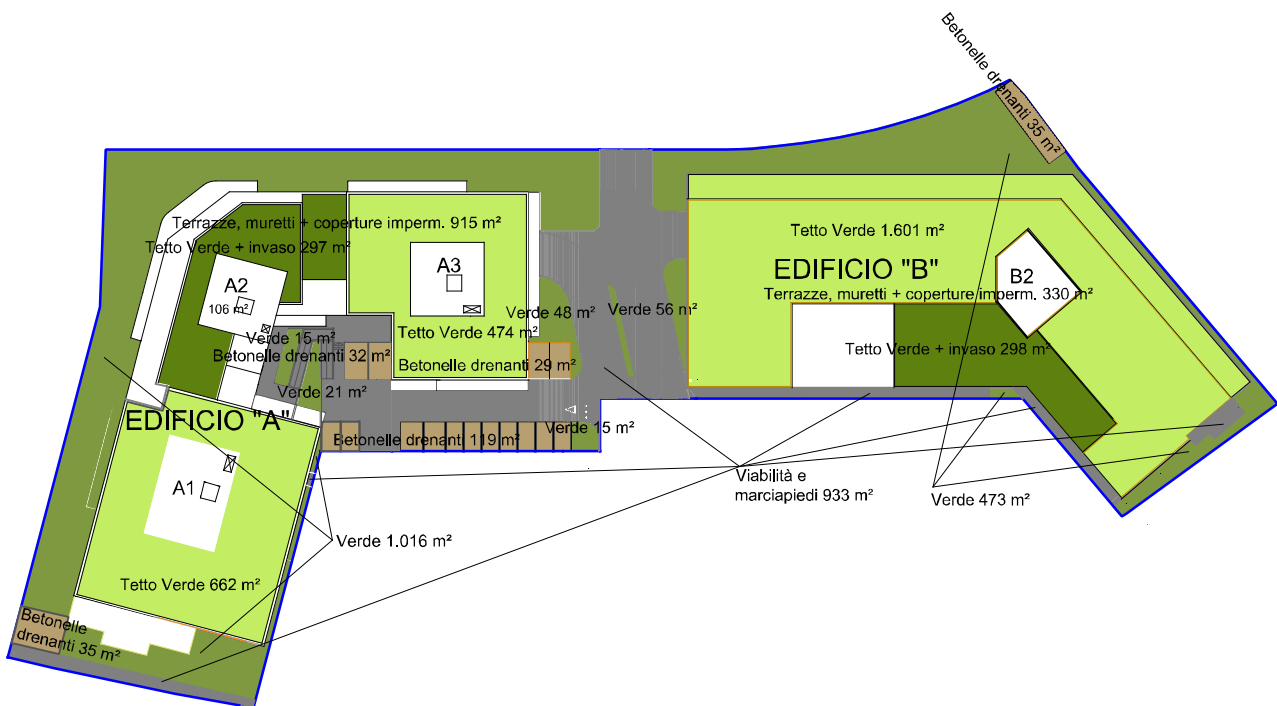 Betonelle drenanti 35 m²
Terrazze, muretti + coperture imperm. 915 m²
Tetto Verde + invaso 297 m²
A2
106 m²
A3
Tetto Verde 1.601 m²
EDIFICIO "B"
B2
Terrazze, muretti + coperture imperm. 330 m²
Verde 48 m²
Verde 56 m²
Verde 15 m²
Tetto Verde 474 m²
Betonelle drenanti 32 m²
Betonelle drenanti 29 m²
Tetto Verde + invaso 298 m²
Verde 21 m²
EDIFICIO "A"
Betonelle drenanti 119 m²
Verde 15 m²
A1
Viabilità e
marciapiedi 933 m²
Verde 473 m²
Verde 1.016 m²
Tetto Verde 662 m²
Betonelle
drenanti 35 m²